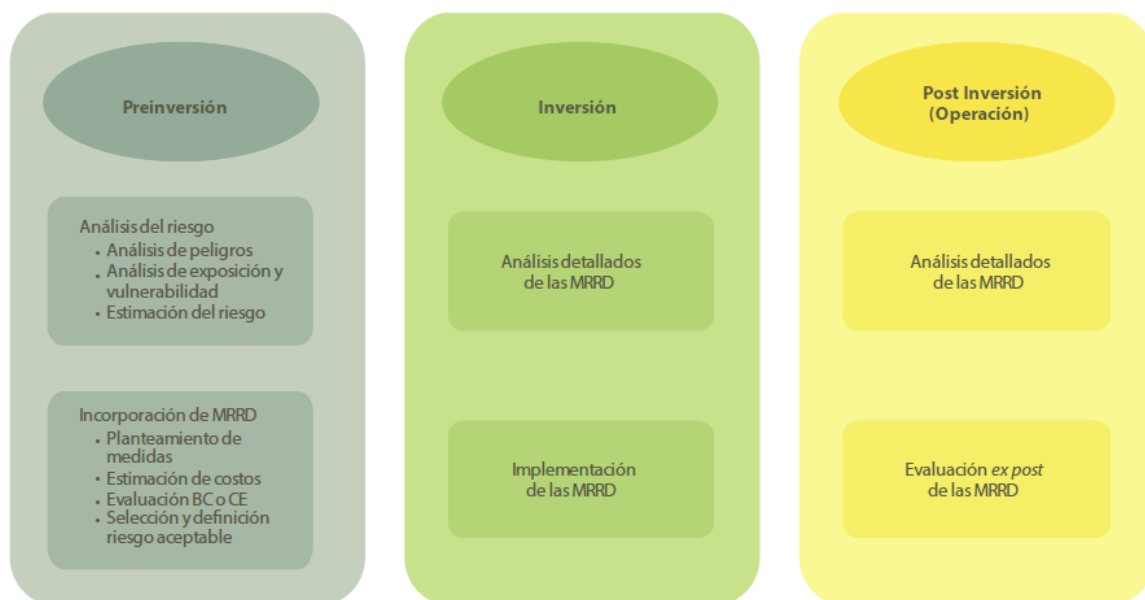 Preinversión
Análisis del riesgo
• Análisis de peligros
• Análisis de exposición y
vulnerabilidad
• Estimación del riesgo
Incorporación de MRRD
• Planteamiento de
medidas
• Estimación de costos
• Evaluación BC o CE
• Selección y definición
riesgo aceptable
Inversión
Análisis detallados
de las MRRD
Implementación
de las MRRD
Post Inversión
(Operación)
Análisis detallados
de las MRRD
Evaluación ex post
de las MRRD